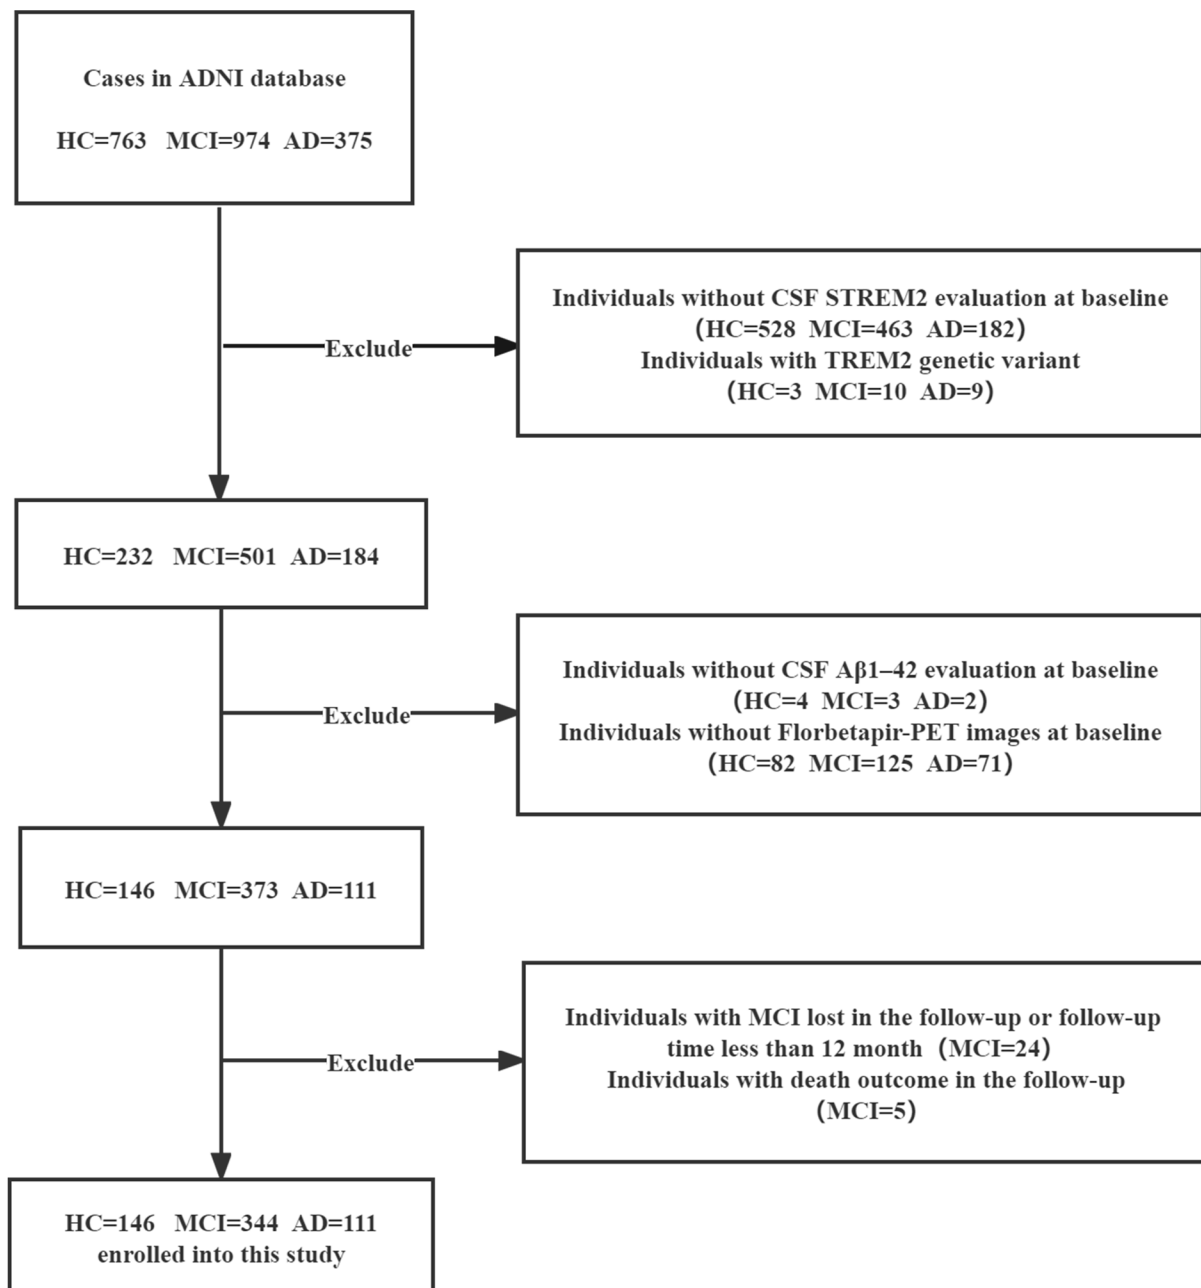 Cases in ADNI database
HC=763 MCI=974 AD=375
Individuals without CSF STREM2 evaluation at baseline
(HC=528 MCI=463 AD=182)
Individuals with TREM2 genetic variant
(HC=3 MCI=10 AD=9)
Exclude
HC=232 MCI=501 AD=184
Individuals without CSF Aβ1–42 evaluation at baseline
(HC=4 MCI=3 AD=2)
Individuals without Florbetapir-PET images at baseline
(HC=82 MCI=125 AD=71)
Exclude
HC=146 MCI=373 AD=111
Individuals with MCI lost in the follow-up or follow-up
time less than 12 month (MCI=24)
Individuals with death outcome in the follow-up
(MCI=5)
Exclude
HC=146 MCI=344 AD=111
enrolled into this study